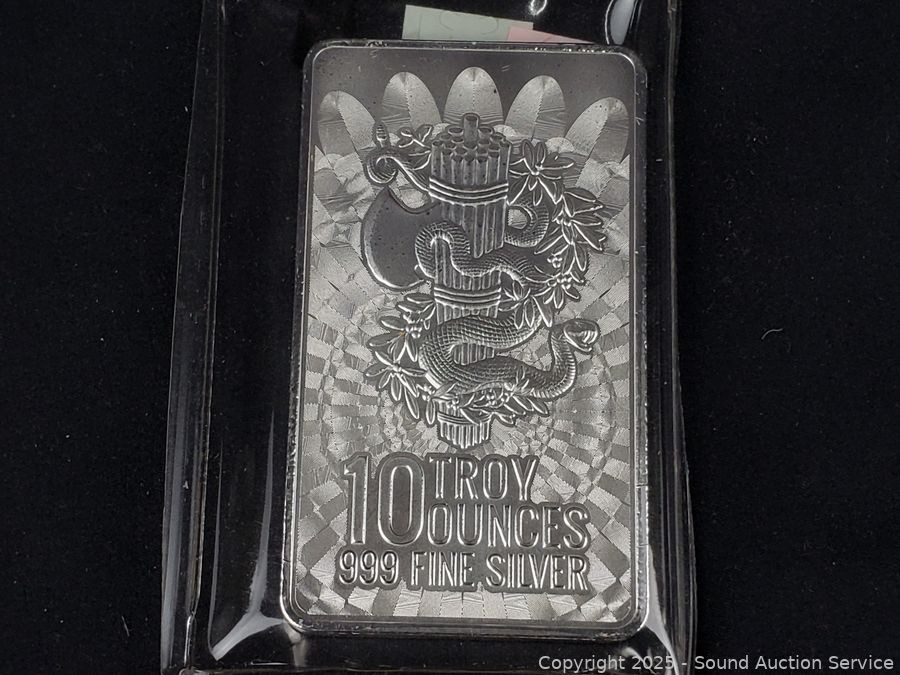 10 TROY
OUNCES
999 FINE SILVER
Copyright 2025 - Sound Auction Service